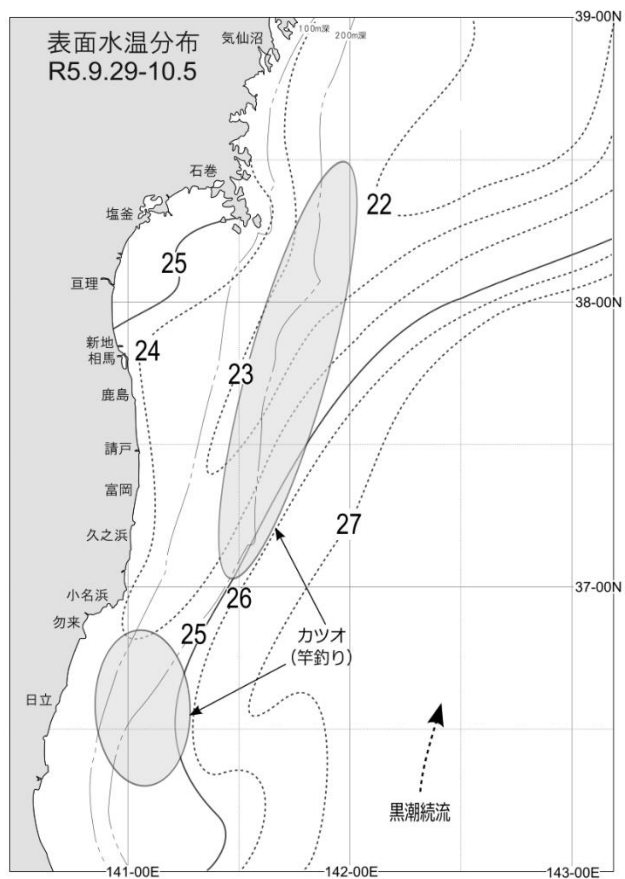 表面水温分布
R5.9.29-10.5
気仙沼
100m深
200m深
39-00N
石巻
塩釜
22
25
亘理
38-00N
新地
24
相馬
23
鹿島
請戸
富岡
27
久之浜
37-00N
小名浜
26
勿来
25
カツオ
(竿釣り)
日立
黒潮続流
141-00E
142-00E
143-00E